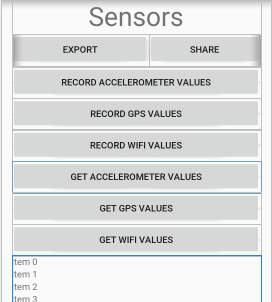 Sensors
EXPORT SHARE
RECORD ACCELEROMETER VALUES
RECORD GPS VALUES
RECORD WIFI VALUES
GET ACCELEROMETER VALUES
GET GPS VALUES
GET WIFI VALUES
Item 0
Item 1
Item 2
Item 3